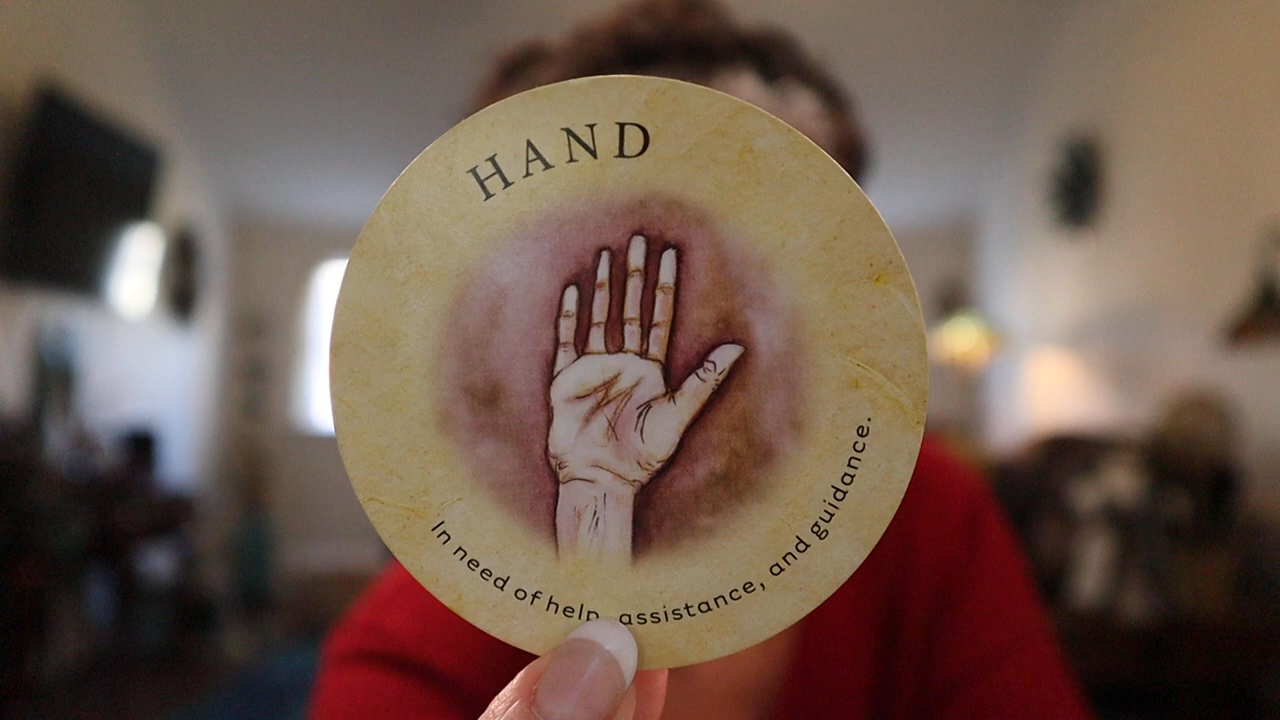 HAND
In need of help, assistance, and guidance.